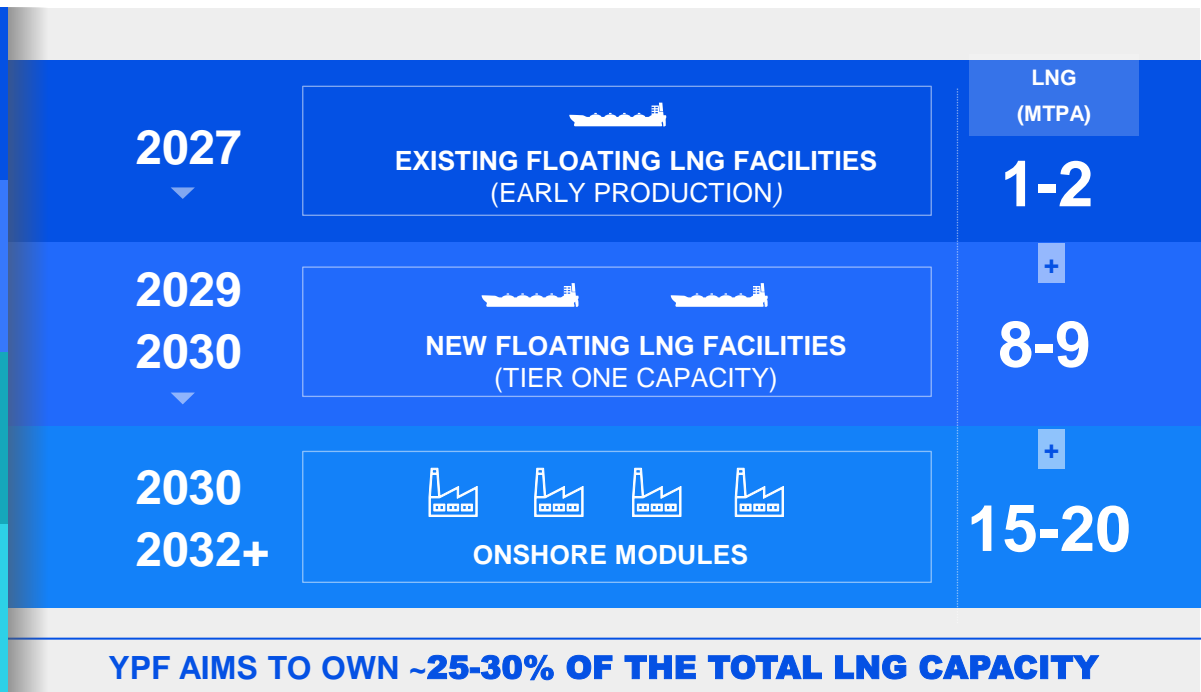 LNG
(MTPA)
2027
EXISTING FLOATING LNG FACILITIES
(EARLY PRODUCTION)
1-2
+
2029
2030
NEW FLOATING LNG FACILITIES
(TIER ONE CAPACITY)
8-9
+
2030
2032+
ONSHORE MODULES
15-20
YPF AIMS TO OWN ~25-30% OF THE TOTAL LNG CAPACITY